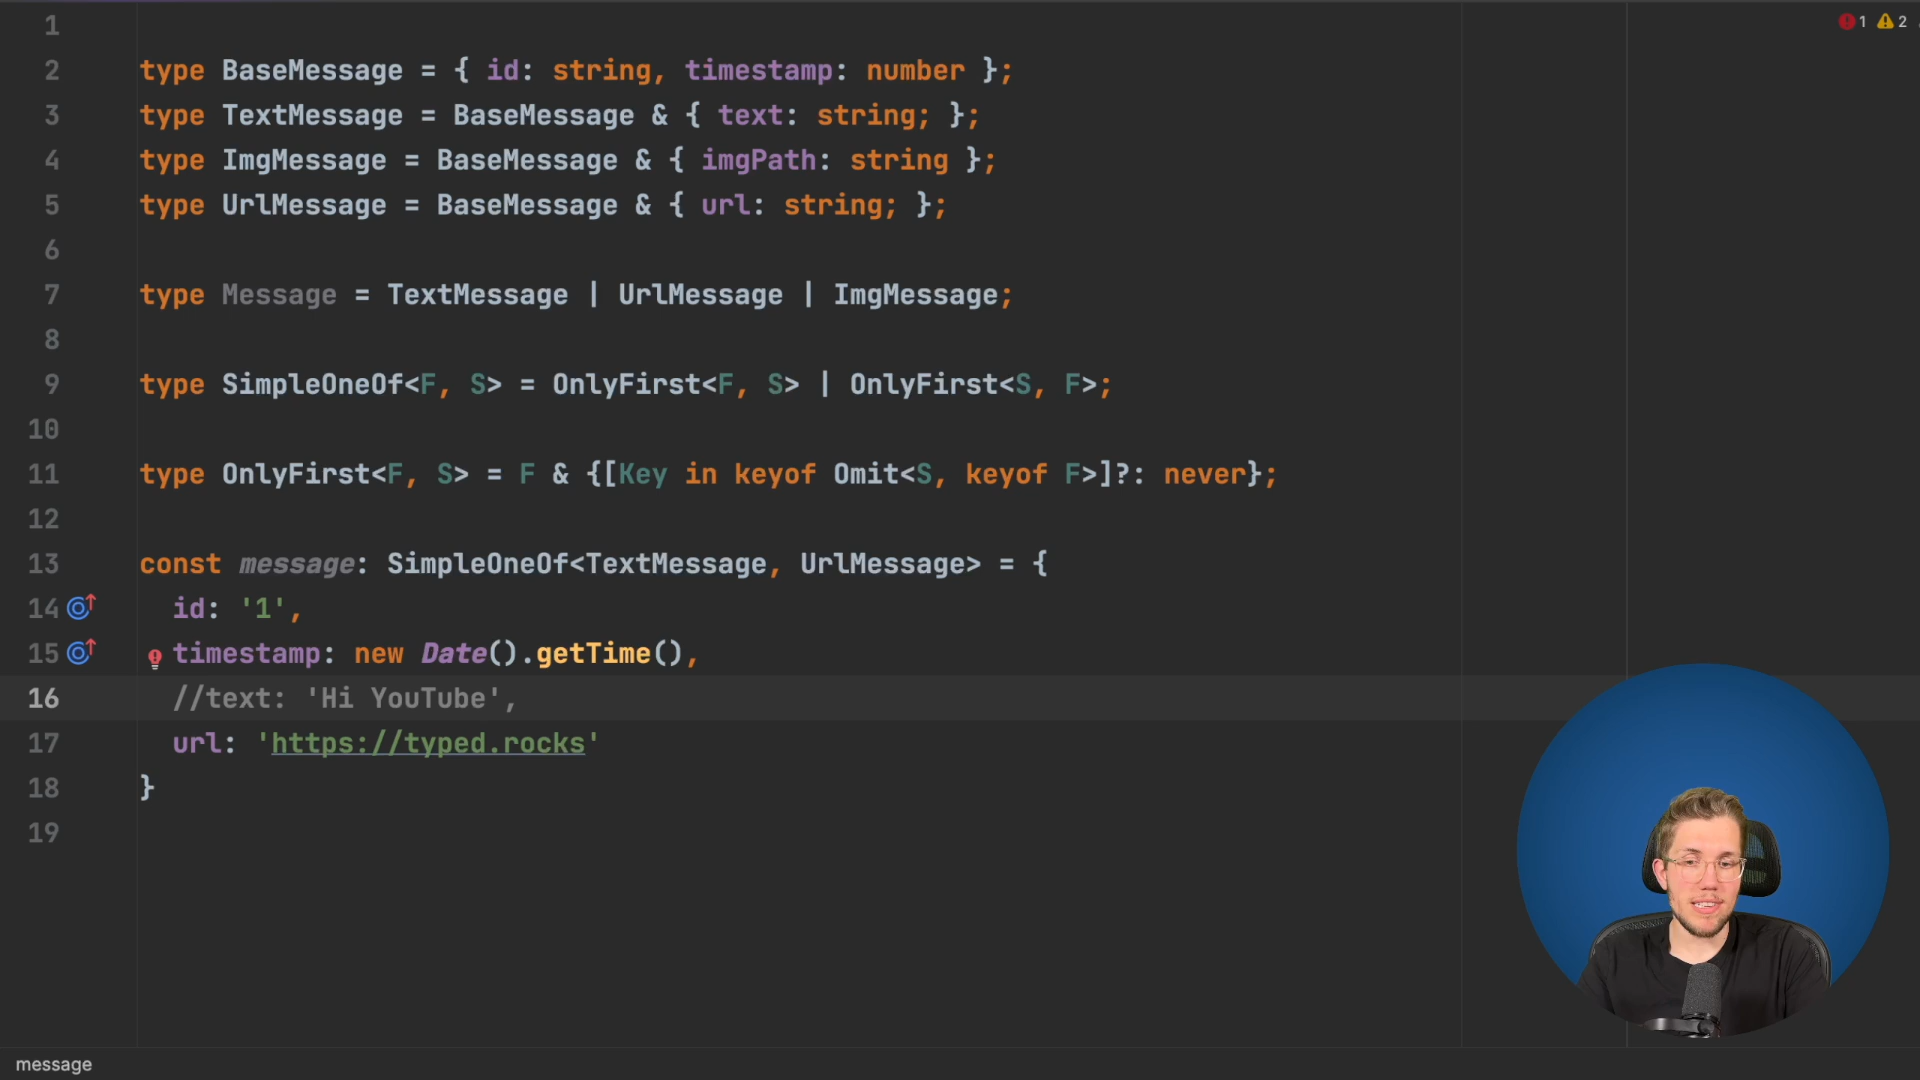 1
1 2
2 type BaseMessage = { id: string, timestamp: number };
3 type TextMessage = BaseMessage & { text: string; };
4 type ImgMessage = BaseMessage & { imgPath: string };
5 type UrlMessage = BaseMessage & { url: string; };
6
7 type Message = TextMessage | UrlMessage | ImgMessage;
8
9 type SimpleOneOf<F, S> = OnlyFirst<F, S> | OnlyFirst<S, F>;
10
11 type OnlyFirst<F, S> = F & {[Key in keyof Omit<S, keyof F>]?: never};
12
13 const message: SimpleOneOf<TextMessage, UrlMessage> = {
14 id: '1',
15 timestamp: new Date().getTime(),
16 //text: 'Hi YouTube',
17 url: 'https://typed.rocks'
18 }
19
message